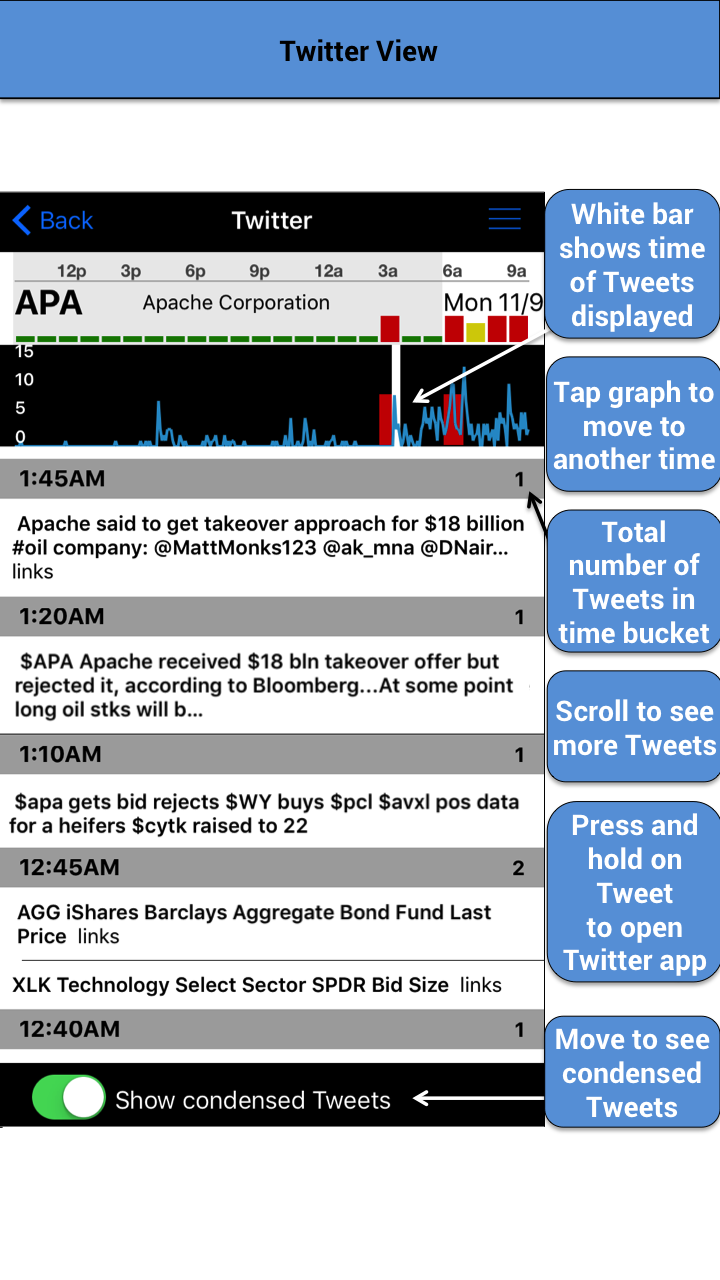 Twitter View
Back
Twitter
12p 3p 6p 9p 12a 3a 6a 9a
APA Apache Corporation Mon 11/9
15
10
5
0
1:45AM 1
Apache said to get takeover approach for $18 billion
#oil company: @MattMonks123 @ak_mna @DNair...
links
1:20AM 1
$APA Apache received $18 bln takeover offer but
rejected it, according to Bloomberg...At some point
long oil stks will b...
1:10AM 1
$apa gets bid rejects $WY buys $pcl $avxl pos data
for a heifers $cytk raised to 22
12:45AM 2
AGG iShares Barclays Aggregate Bond Fund Last
Price links
XLK Technology Select Sector SPDR Bid Size links
12:40AM 1
Show condensed Tweets
White bar
shows time
of Tweets
displayed
Tap graph to
move to
another time
Total
number of
Tweets in
time bucket
Scroll to see
more Tweets
Press and
hold on
Tweet
to open
Twitter app
Move to see
condensed
Tweets